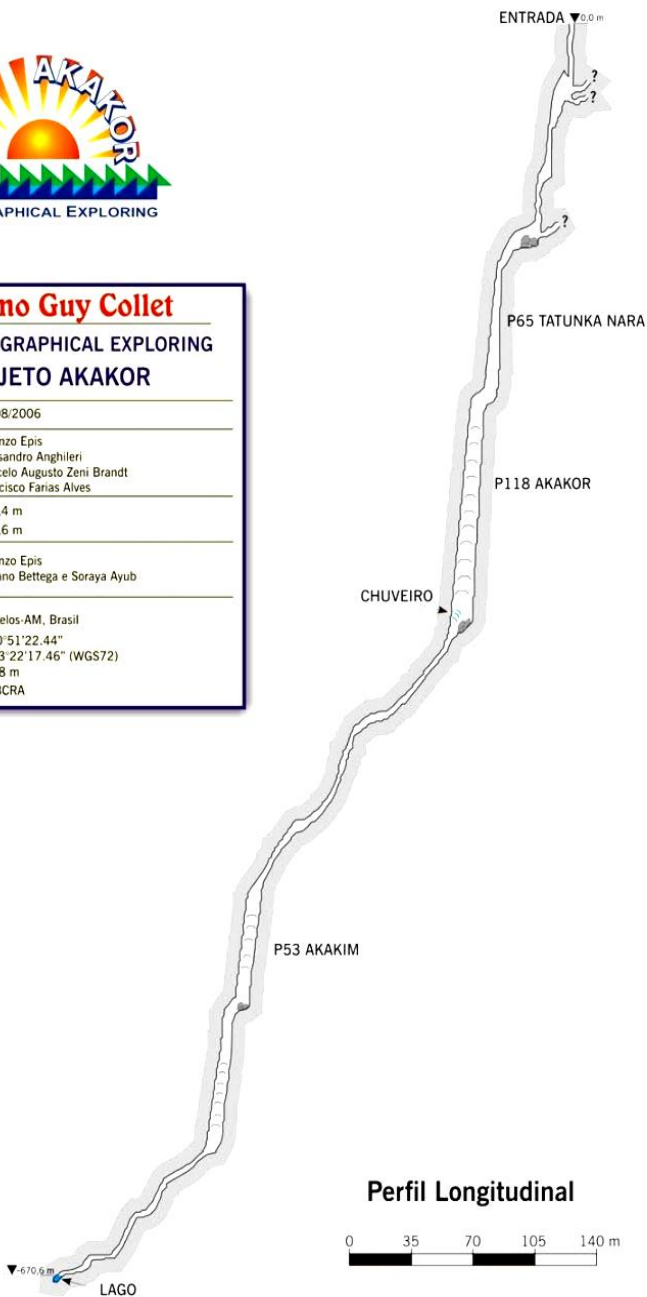 ENTRADA ▼0,0 m
?
?
AKAKOR
APHICAL EXPLORING
?
no Guy Collet
GRAPHICAL EXPLORING
JETO AKAKOR
08/2006
nzo Epis
sandro Anghileri
celo Augusto Zeni Brandt
cisco Farias Alves
,4 m
,6 m
nzo Epis
ano Bettega e Soraya Ayub
elos-AM, Brasil
0°51'22.44"
3°22'17.46" (WGS72)
8 m
BCRA
P65 TATUNKA NARA
P118 AKAKOR
CHUVEIRO
P53 AKAKIM
Perfil Longitudinal
0 35 70 105 140 m
▼-670,6 m
LAGO